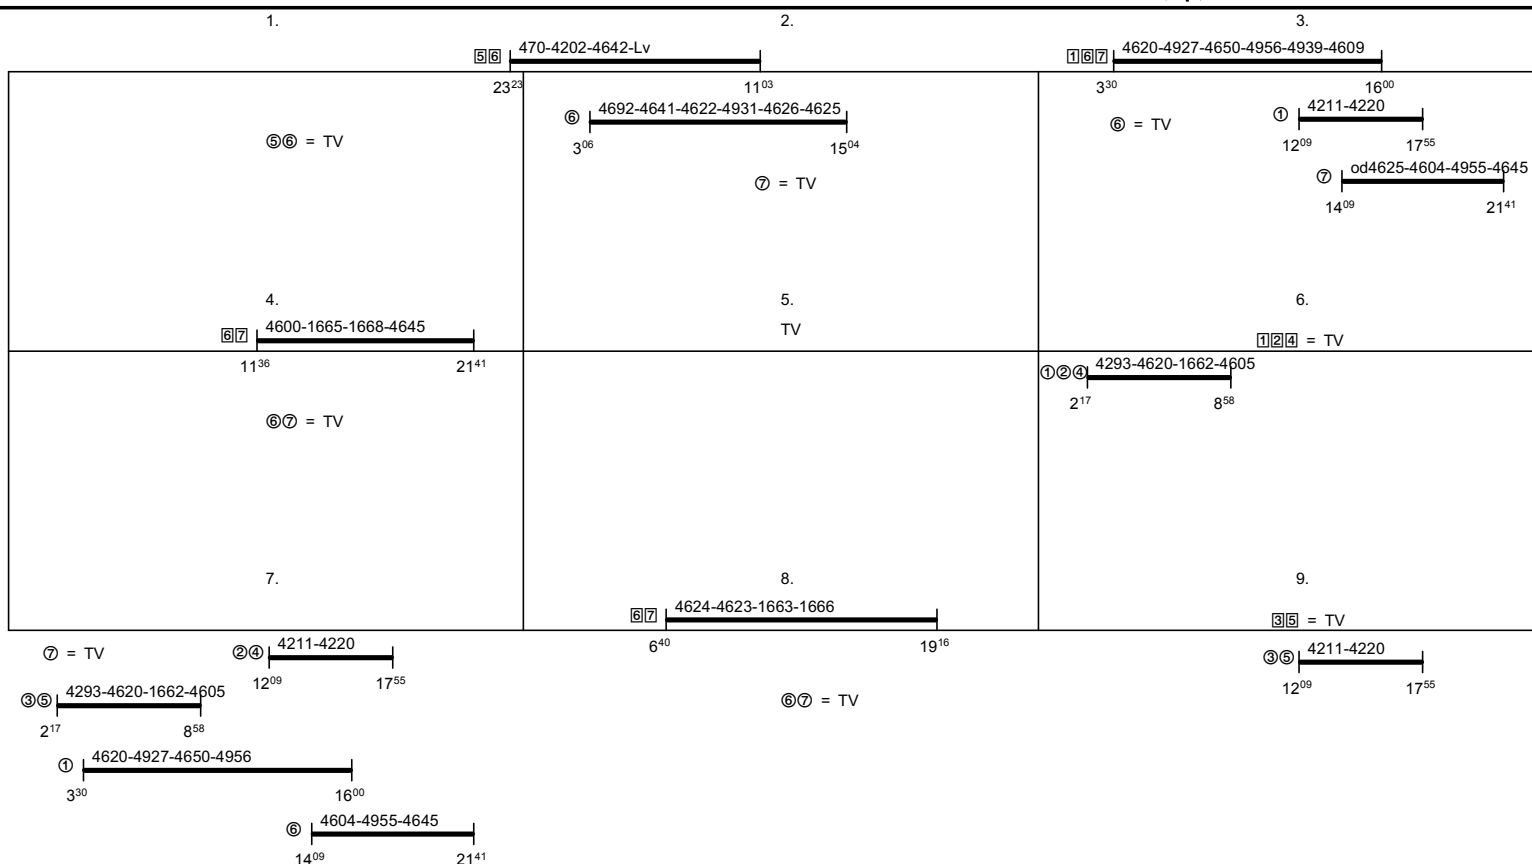 1. 2. 3.
5 6 470-4202-4642-Lv 1 6 7 4620-4927-4650-4956-4939-4609
23²³ 11⁰³ 3³⁰ 16⁰⁰
⑤⑥ = TV ⑥ 4692-4641-4622-4931-4626-4625 ⑥ = TV ① 4211-4220
3⁰⁶ 15⁰⁴ 12⁰⁹ 17⁵⁵
⑦ = TV ⑦ od4625-4604-4955-4645
14⁰⁹ 21⁴¹
4. 5. 6.
6 7 4600-1665-1668-4645 TV 1 2 4 = TV
11³⁶ 21⁴¹ ①②④ 4293-4620-1662-4605
2¹⁷ 8⁵⁸
⑥⑦ = TV
7. 8. 9.
6 7 4624-4623-1663-1666 3 5 = TV
6⁴⁰ 19¹⁶
⑦ = TV ②④ 4211-4220 ③⑤ 4211-4220
12⁰⁹ 17⁵⁵ 12⁰⁹ 17⁵⁵
③⑤ 4293-4620-1662-4605 ⑥⑦ = TV
2¹⁷ 8⁵⁸
① 4620-4927-4650-4956
3³⁰ 16⁰⁰
⑥ 4604-4955-4645
14⁰⁹ 21⁴¹